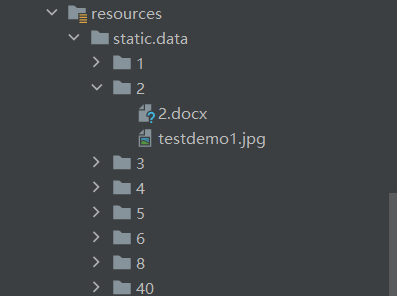 resources
static.data
1
2
2.docx
testdemo1.jpg
3
4
5
6
8
40